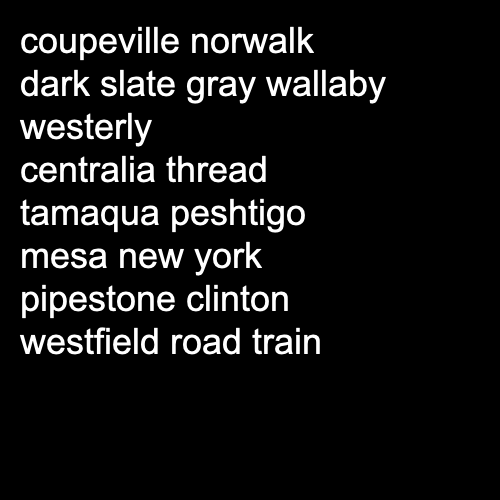 coupeville norwalk
dark slate gray wallaby
westerly
centralia thread
tamaqua peshtigo
mesa new york
pipestone clinton
westfield road train